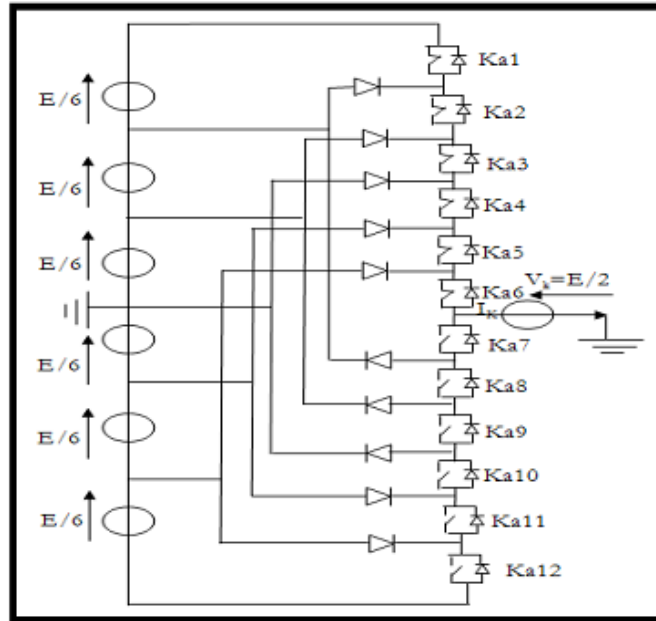 Ka1
E/6
Ka2
Ka3
E/6
Ka4
Ka5
E/6
Vk=E/2
Ka6
IK
Ka7
E/6
Ka8
Ka9
E/6
Ka10
Ka11
E/6
Ka12